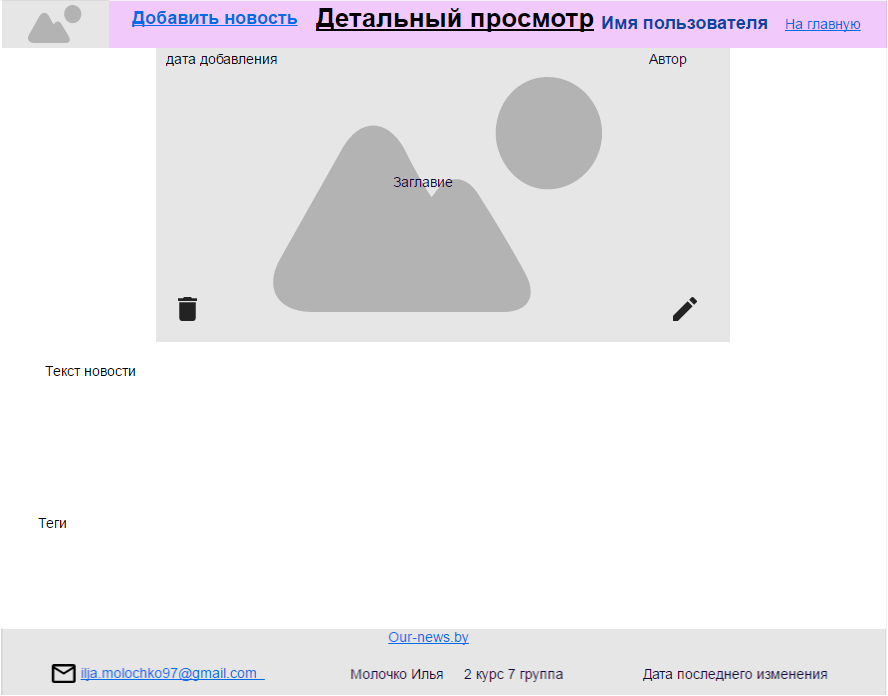 Добавить новость Детальный просмотр Имя пользователя На главную
дата добавления Автор
Заглавие
Текст новости
Теги
Our-news.by
ilja.molochko97@gmail.com Молочко Илья 2 курс 7 группа Дата последнего изменения